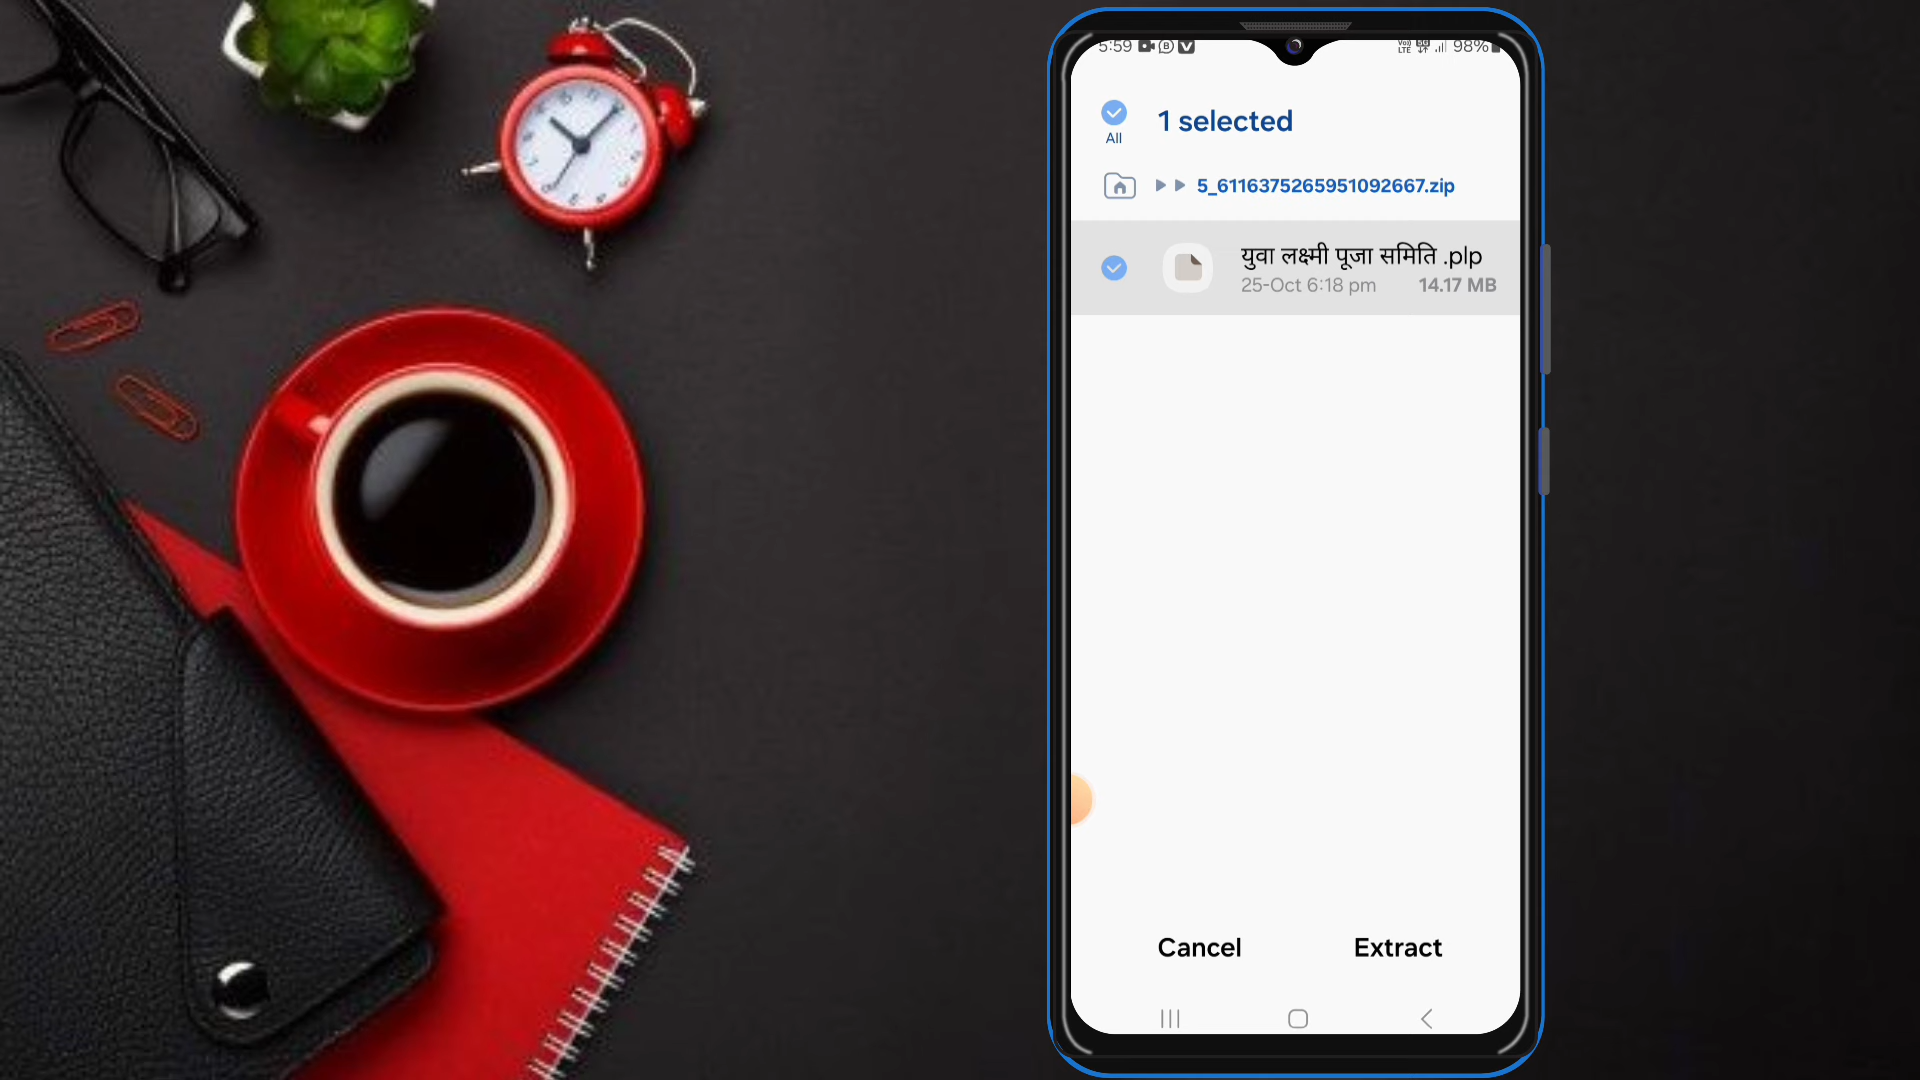 5:59
98%
All
1 selected
5_6116375265951092667.zip
युवा लक्ष्मी पूजा समिति .plp
25-Oct 6:18 pm
14.17 MB
Cancel
Extract